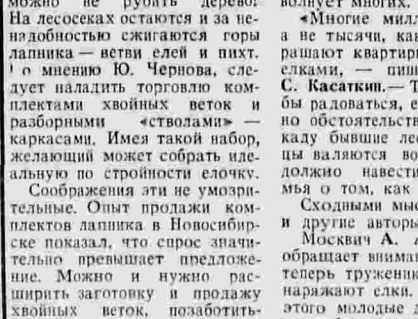 можно не рубить дерево.
На лесосеках остаются и за не-
надобностью сжигаются горы
лапника — ветви елей и пихт.
По мнению Ю. Чернова, сле-
дует наладить торговлю ком-
плектами хвойных веток и
разборными «стволами» —
каркасами. Имея такой набор,
желающий может собрать иде-
альную по стройности елочку.
Соображения эти не умозри-
тельные. Опыт продажи ком-
плектов лапника в Новосибир-
ске показал, что спрос значи-
тельно превышает предложе-
ние. Можно и нужно рас-
ширить заготовку и продажу
хвойных веток, позаботить-
волнует многих.
«Многие мил
а не тысячи, как
рашают квартир
елками, — пиш
С. Касаткин. — Т
бы радоваться, е
но обстоятельств
каду бывшие лес
цы валяются во
должно навести
мья о том, как
Сходными мыс
и другие авторы
Москвич А.
обращает вниман
теперь труженик
наряжают елки.
этого молодые